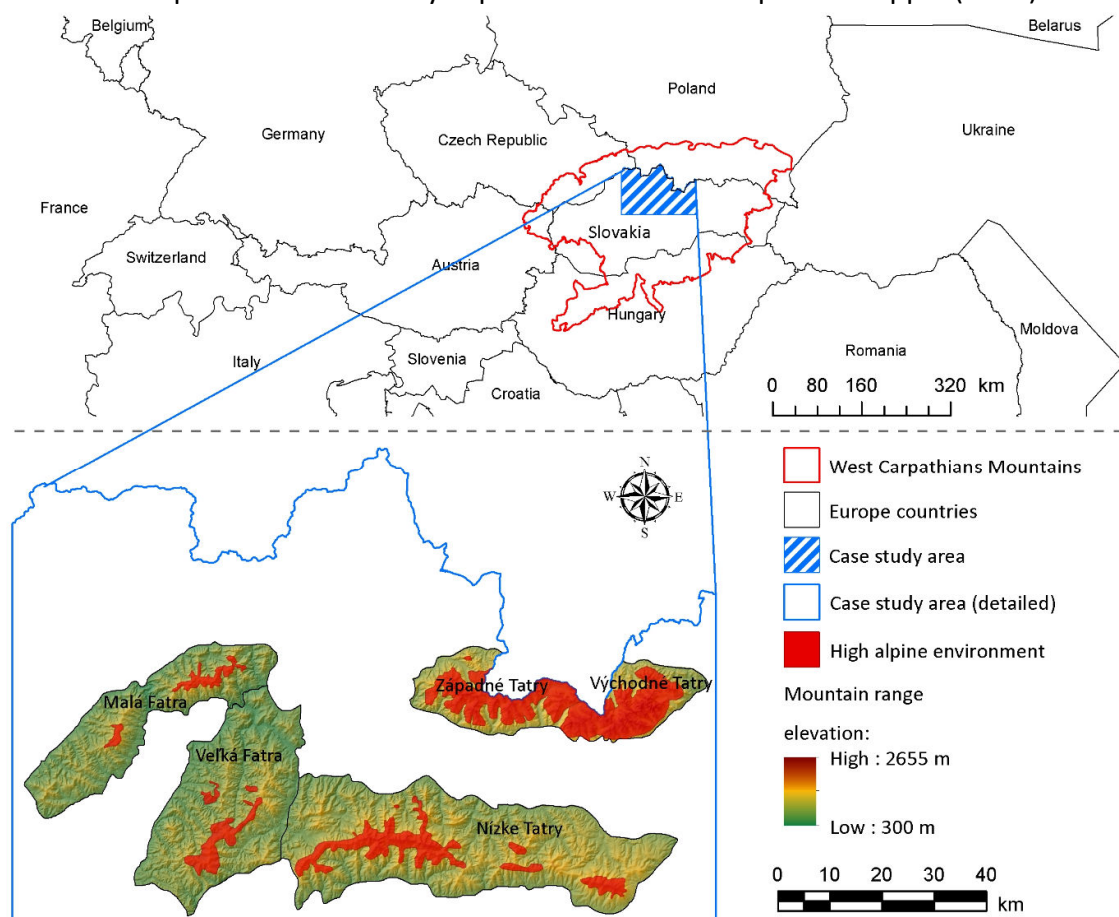 Belgium
Belarus
Poland
Germany
Czech Republic
Ukraine
France
Slovakia
Switzerland
Austria
Hungary
Moldova
Italy
Slovenia
Romania
Croatia
0 80 160 320 km
N
W E
S
West Carpathians Mountains
Europe countries
Case study area
Case study area (detailed)
High alpine environment
Mountain range
elevation:
High : 2655 m
Low : 300 m
Západné Tatry
Východné Tatry
Malá Fatra
Veľká Fatra
Nízke Tatry
0 10 20 30 40
km